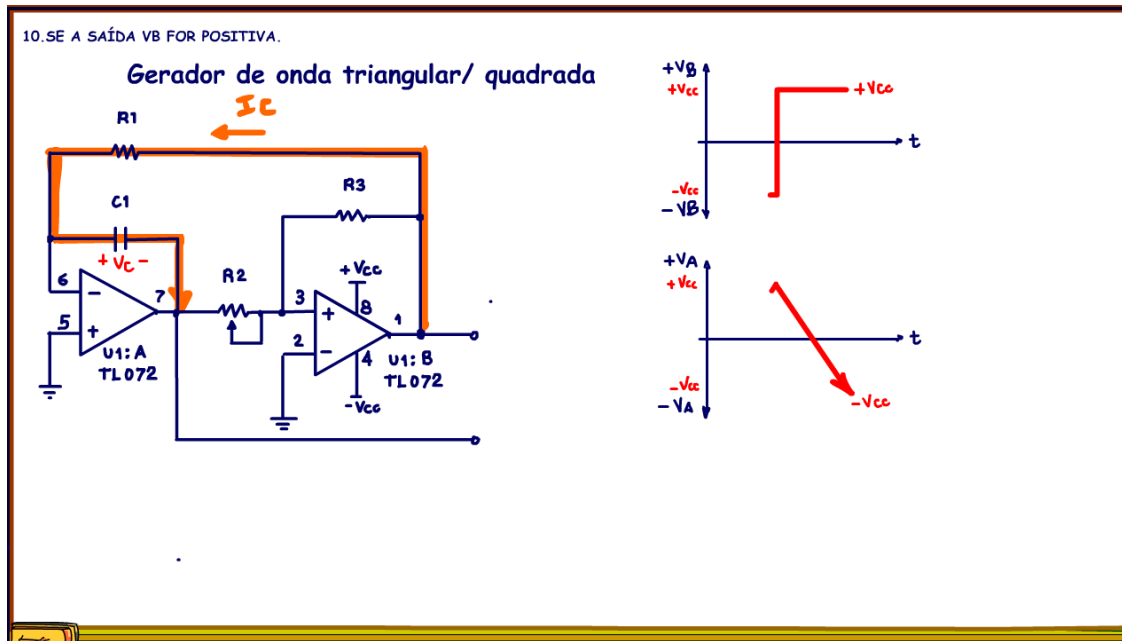 10.SE A SAÍDA VB FOR POSITIVA.
Gerador de onda triangular/ quadrada
Ic
R1
R3
C1
+ Vc -
R2
+Vcc
6
-
7
3
+
8
1
5
+
2
-
4
U1:A
TL072
U1:B
TL072
-Vcc
+VB
+Vcc
+Vcc
t
-Vcc
-VB
+VA
+Vcc
t
-Vcc
-VA
-Vcc